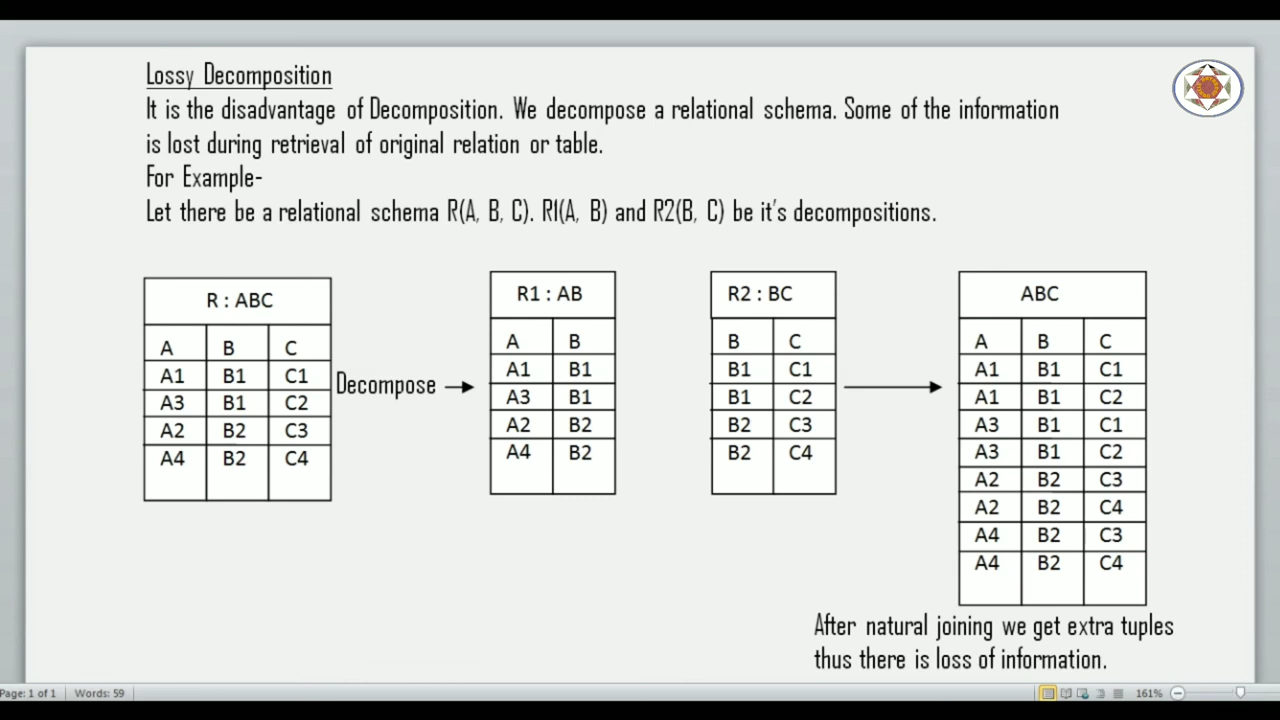 Lossy Decomposition
It is the disadvantage of Decomposition. We decompose a relational schema. Some of the information
is lost during retrieval of original relation or table.
For Example-
Let there be a relational schema R(A, B, C). R1(A, B) and R2(B, C) be it's decompositions.
R : ABC
A B C
A1 B1 C1
A3 B1 C2
A2 B2 C3
A4 B2 C4
Decompose
R1 : AB
A B
A1 B1
A3 B1
A2 B2
A4 B2
R2 : BC
B C
B1 C1
B1 C2
B2 C3
B2 C4
ABC
A B C
A1 B1 C1
A1 B1 C2
A3 B1 C1
A3 B1 C2
A2 B2 C3
A2 B2 C4
A4 B2 C3
A4 B2 C4
After natural joining we get extra tuples
thus there is loss of information.
Page: 1 of 1 Words: 59 161%